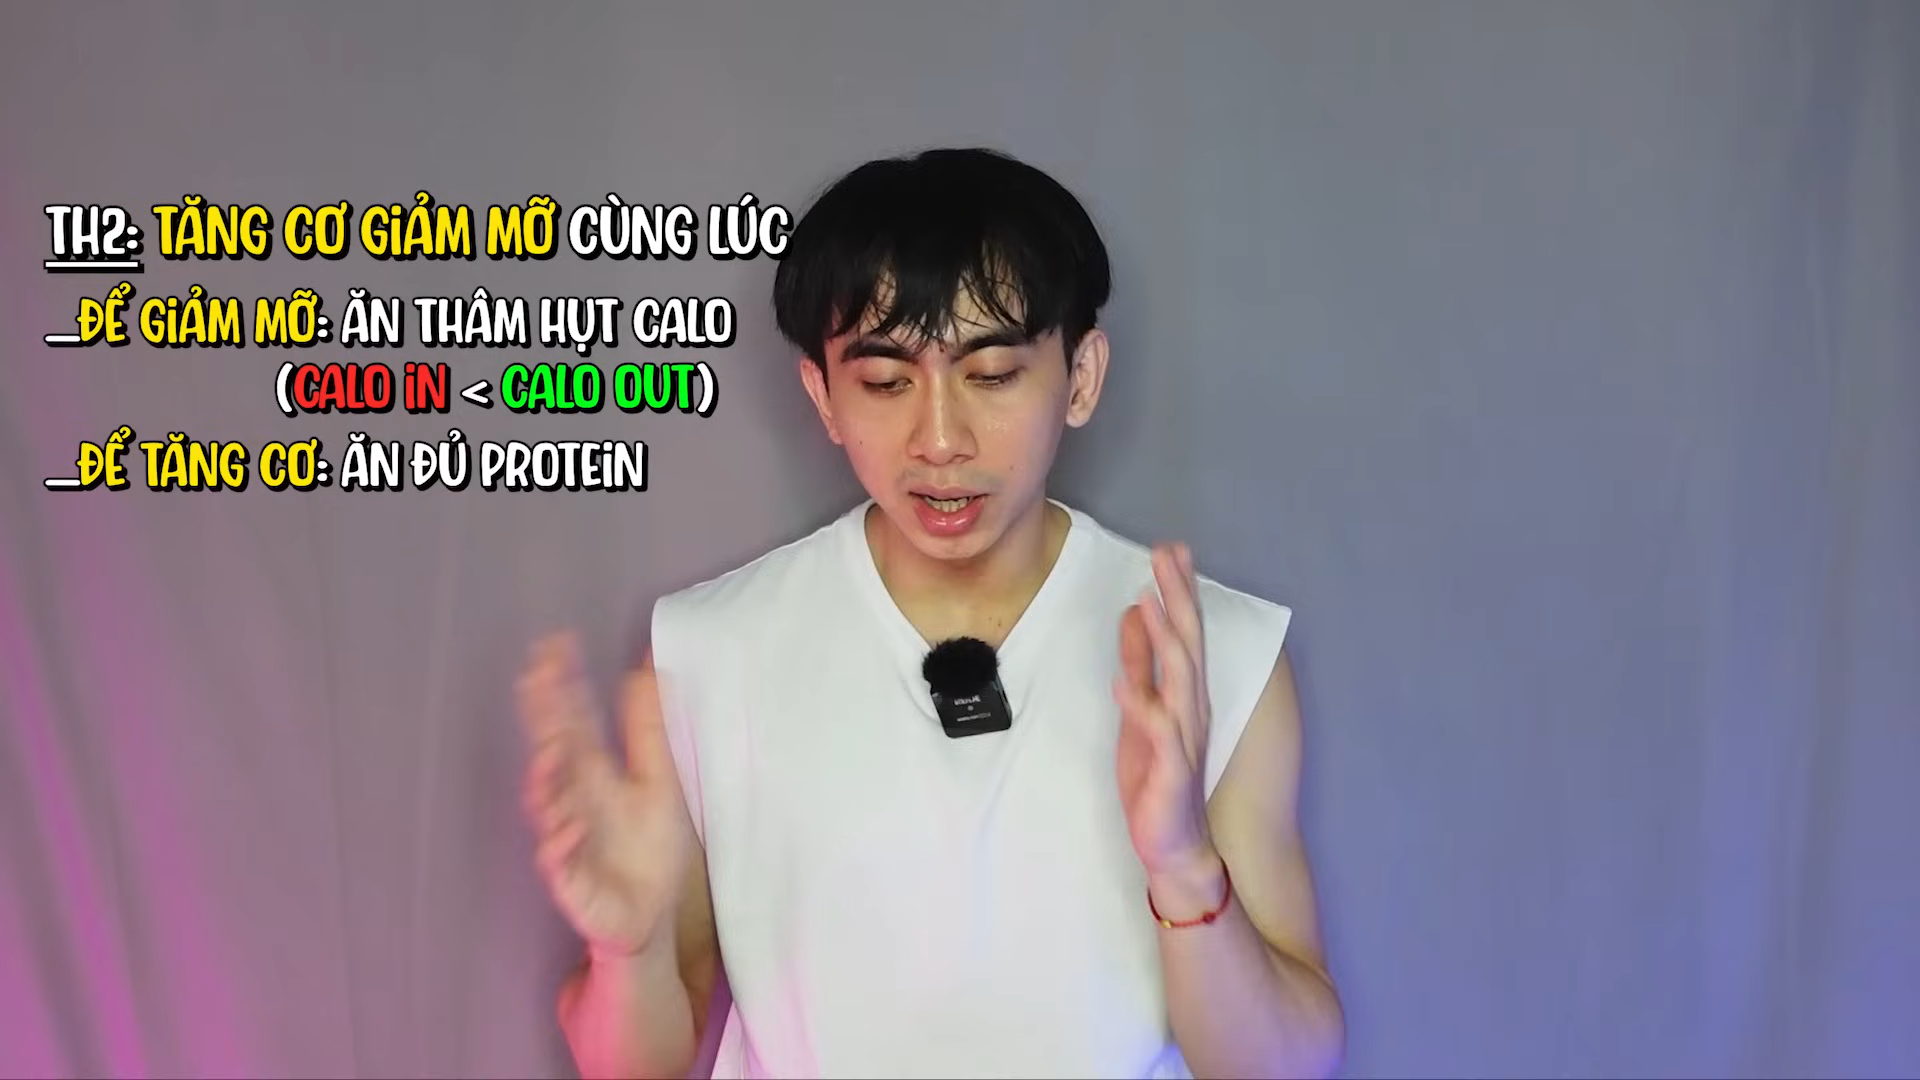 TH2: TĂNG CƠ GIẢM MỠ CÙNG LÚC
_ĐỂ GIẢM MỠ: ĂN THÂM HỤT CALO
(CALO IN < CALO OUT)
_ĐỂ TĂNG CƠ: ĂN ĐỦ PROTEIN